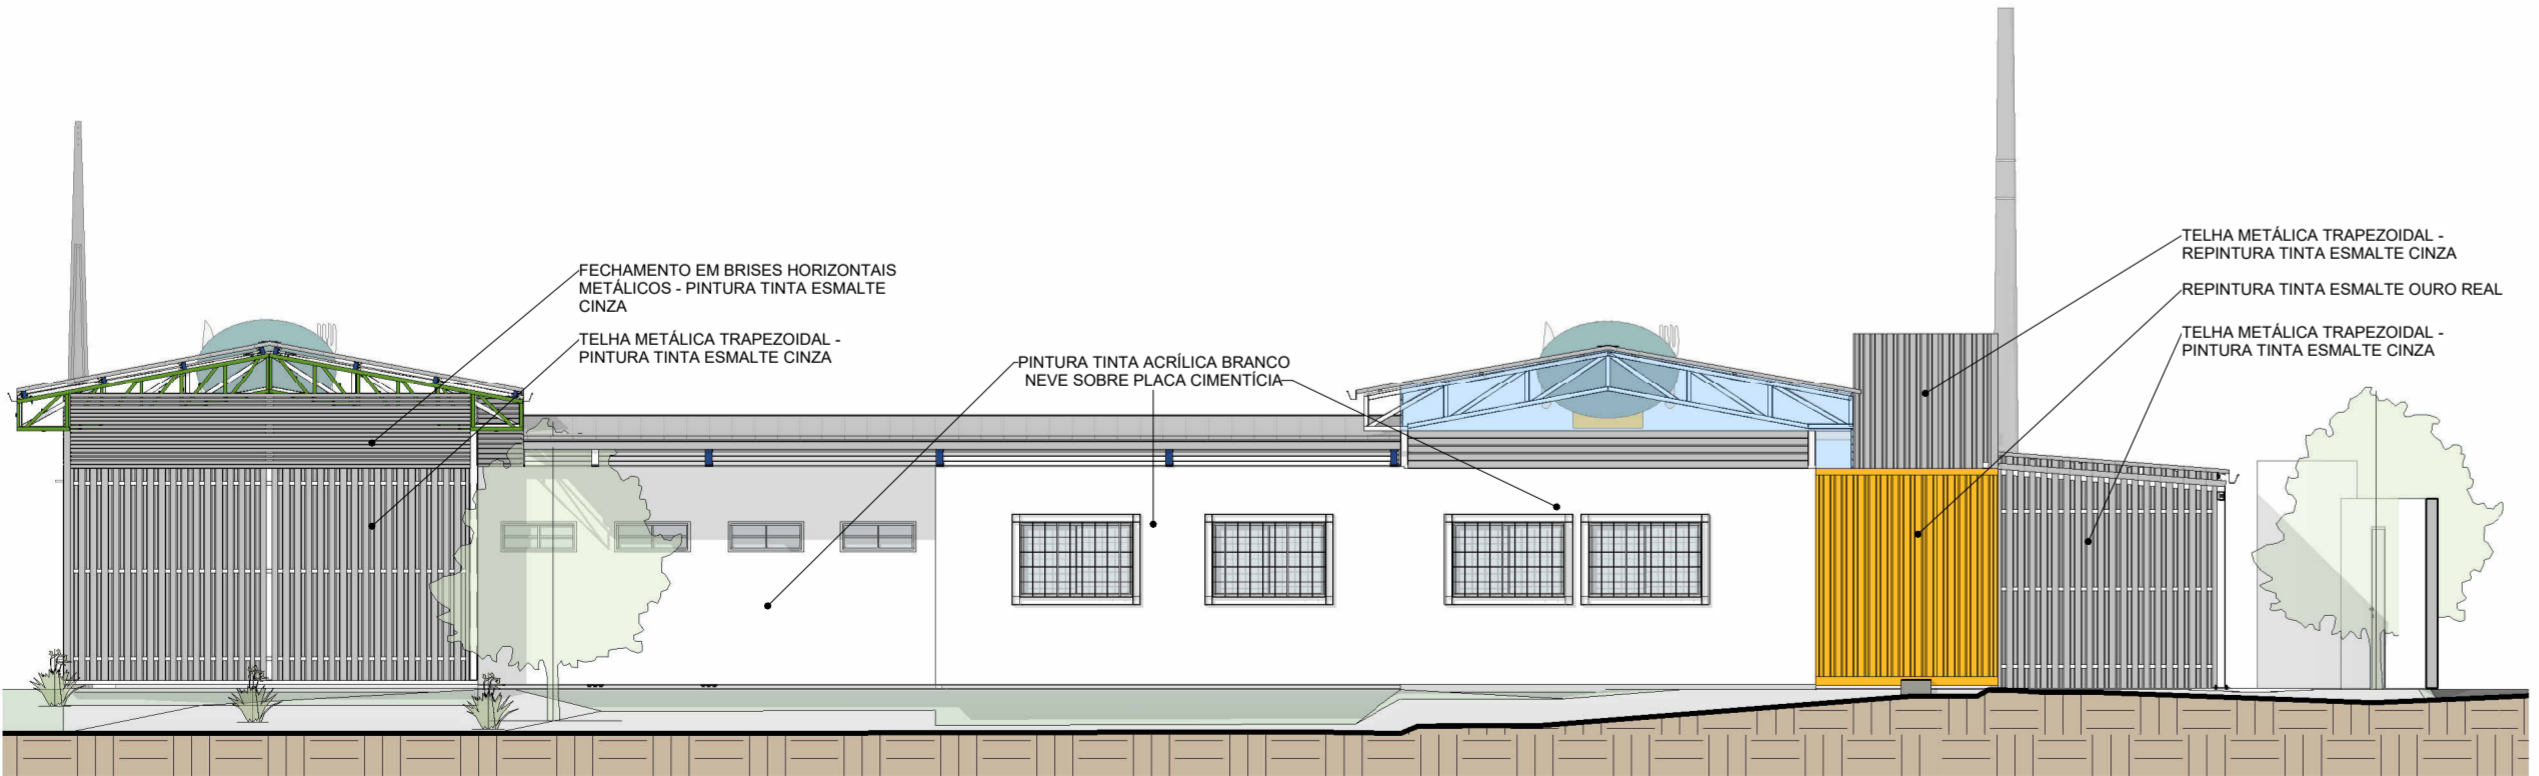 FECHAMENTO EM BRISES HORIZONTAIS
METÁLICOS - PINTURA TINTA ESMALTE
CINZA
TELHA METÁLICA TRAPEZOIDAL -
PINTURA TINTA ESMALTE CINZA
PINTURA TINTA ACRÍLICA BRANCO
NEVE SOBRE PLACA CIMENTÍCIA
TELHA METÁLICA TRAPEZOIDAL -
REPINTURA TINTA ESMALTE CINZA
REPINTURA TINTA ESMALTE OURO REAL
TELHA METÁLICA TRAPEZOIDAL -
PINTURA TINTA ESMALTE CINZA